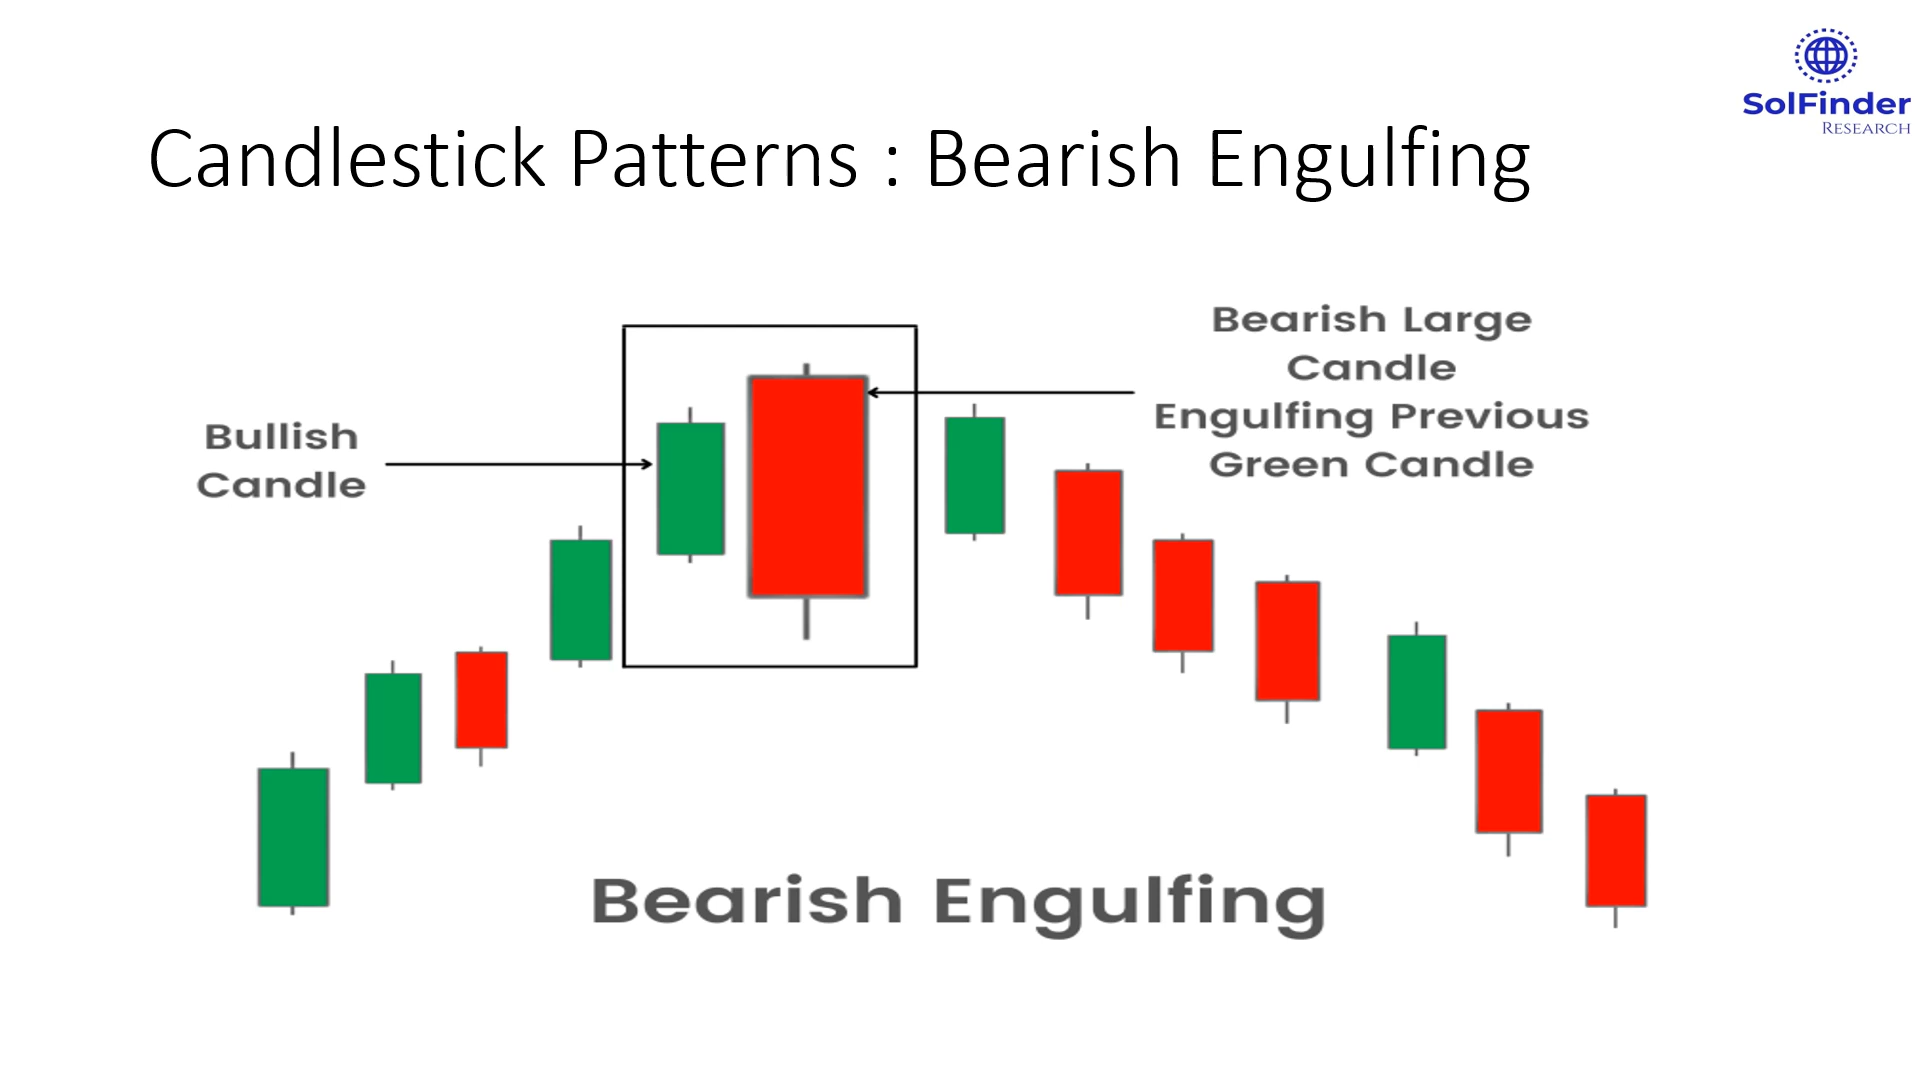 SolFinder
RESEARCH
Candlestick Patterns : Bearish Engulfing
Bearish Large
Candle
Engulfing Previous
Green Candle
Bullish
Candle
Bearish Engulfing